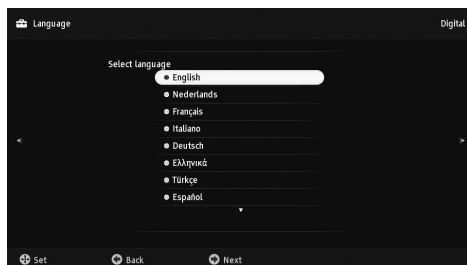 Language Digital
Select language
English
Nederlands
Français
Italiano
Deutsch
Ελληνικά
Türkçe
Español
Set Back Next